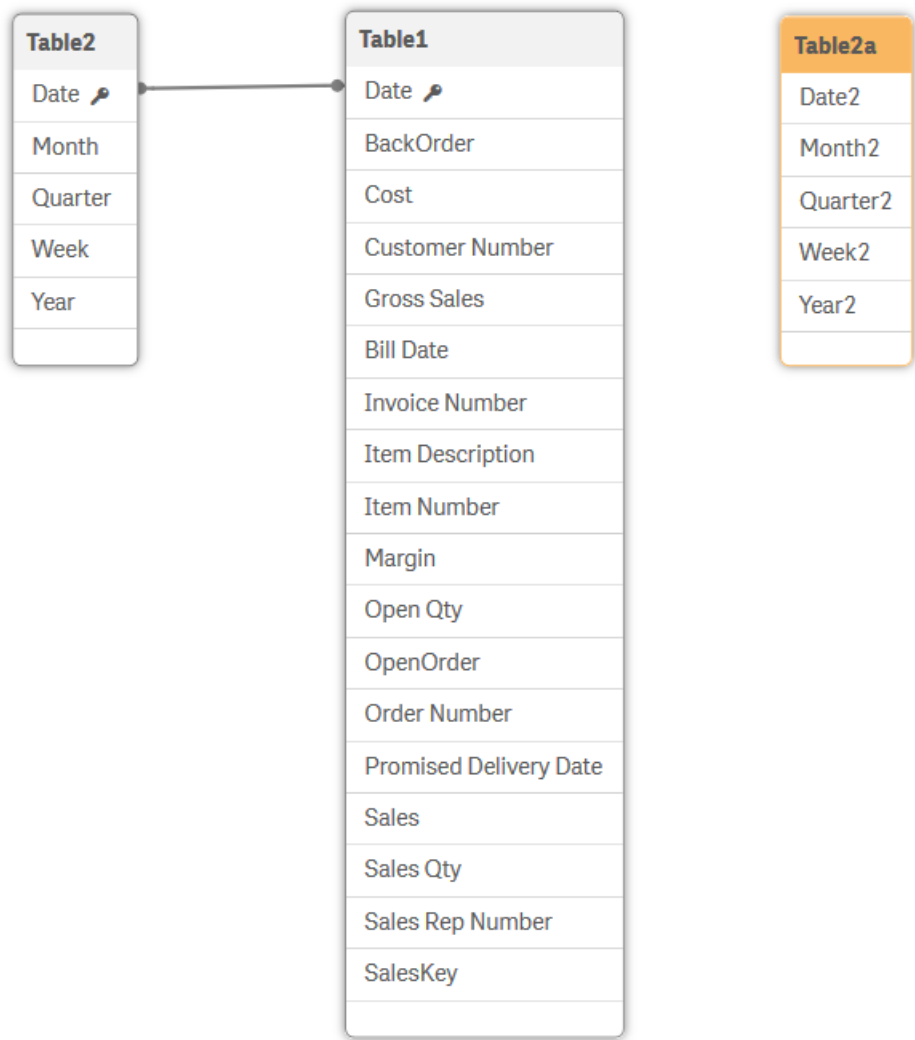 Table2
Date
Month
Quarter
Week
Year
Table1
Date
BackOrder
Cost
Customer Number
Gross Sales
Bill Date
Invoice Number
Item Description
Item Number
Margin
Open Qty
OpenOrder
Order Number
Promised Delivery Date
Sales
Sales Qty
Sales Rep Number
SalesKey
Table2a
Date2
Month2
Quarter2
Week2
Year2